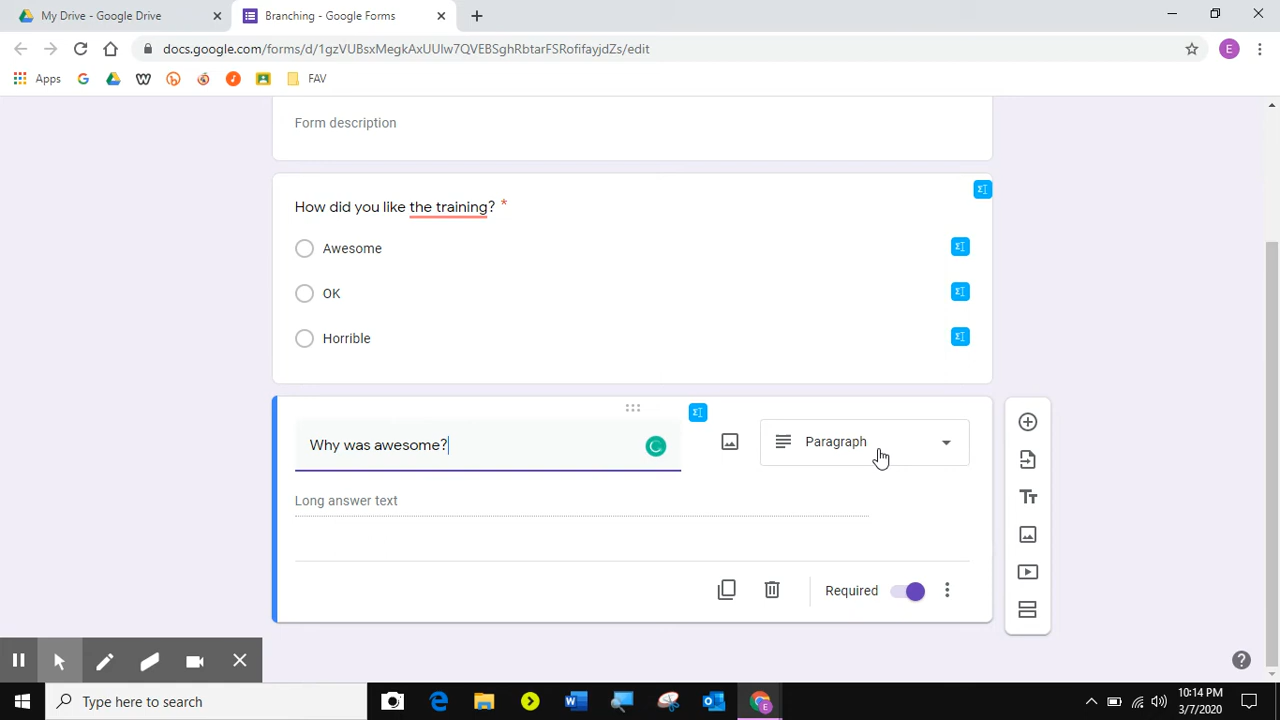 My Drive - Google Drive
Branching - Google Forms
docs.google.com/forms/d/1gzVUBsxMegkAxUUlw7QVEBSghRbtarFSRofifayjdZs/edit
E
Apps
FAV
Form description
How did you like the training? *
Awesome
OK
Horrible
Why was awesome?
Paragraph
Long answer text
Required
Type here to search
10:14 PM
3/7/2020